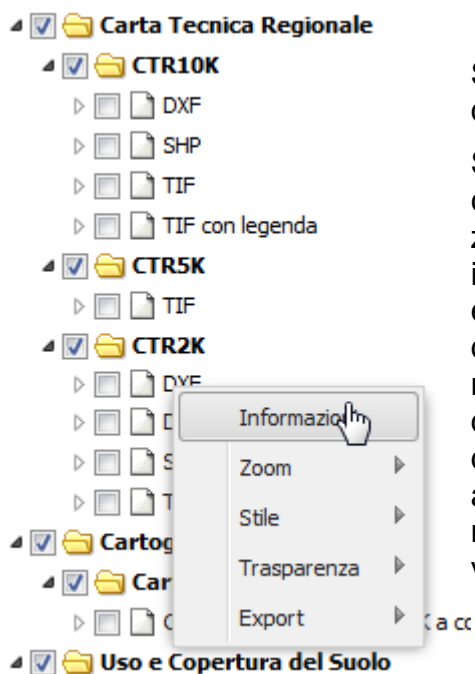 Carta Tecnica Regionale
CTR10K
DXF
SHP
TIF
TIF con legenda
CTR5K
TIF
CTR2K
Informazioni
Zoom
Stile
Trasparenza
Export
Uso e Copertura del Suolo